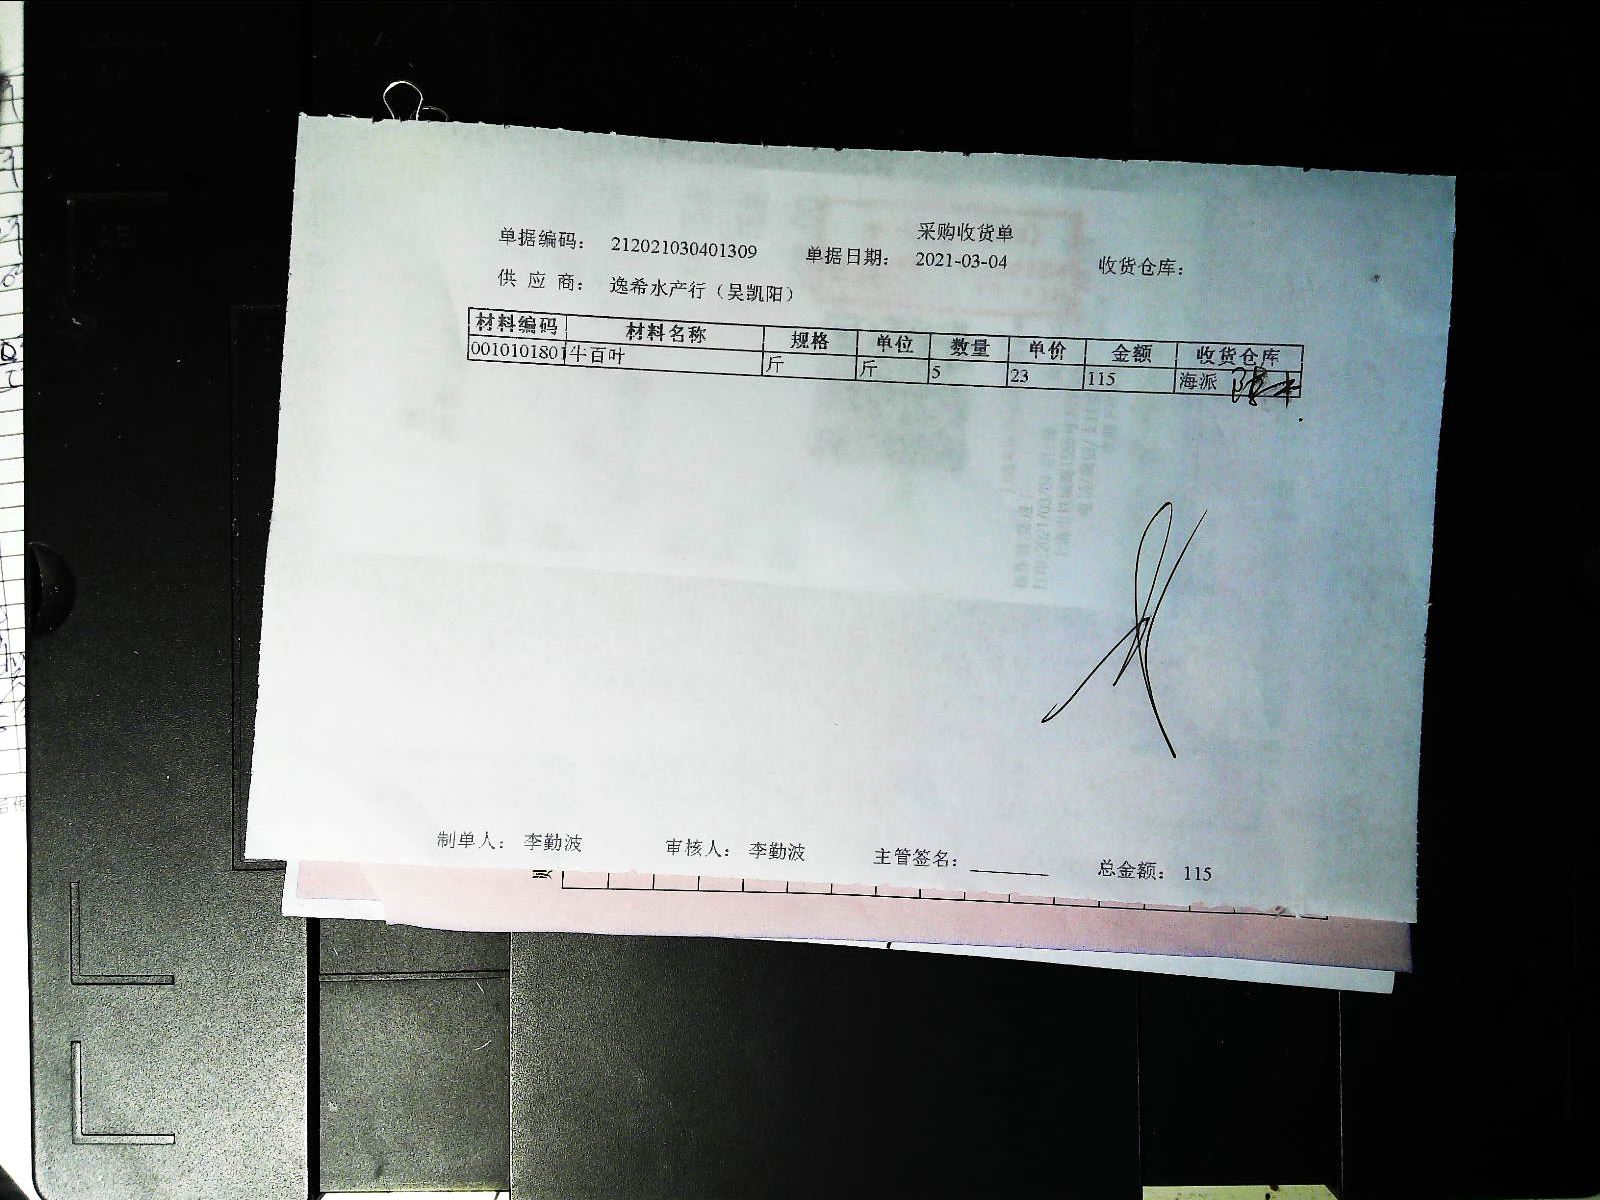 采购收货单
单据编码： 212021030401309 单据日期： 2021-03-04 收货仓库：
供 应 商： 逸希水产行（吴凯阳）
材料编码 材料名称 规格 单位 数量 单价 金额 收货仓库
0010101801 牛百叶 斤 斤 5 23 115 海派
制单人： 李勤波 审核人： 李勤波 主管签名： 总金额： 115